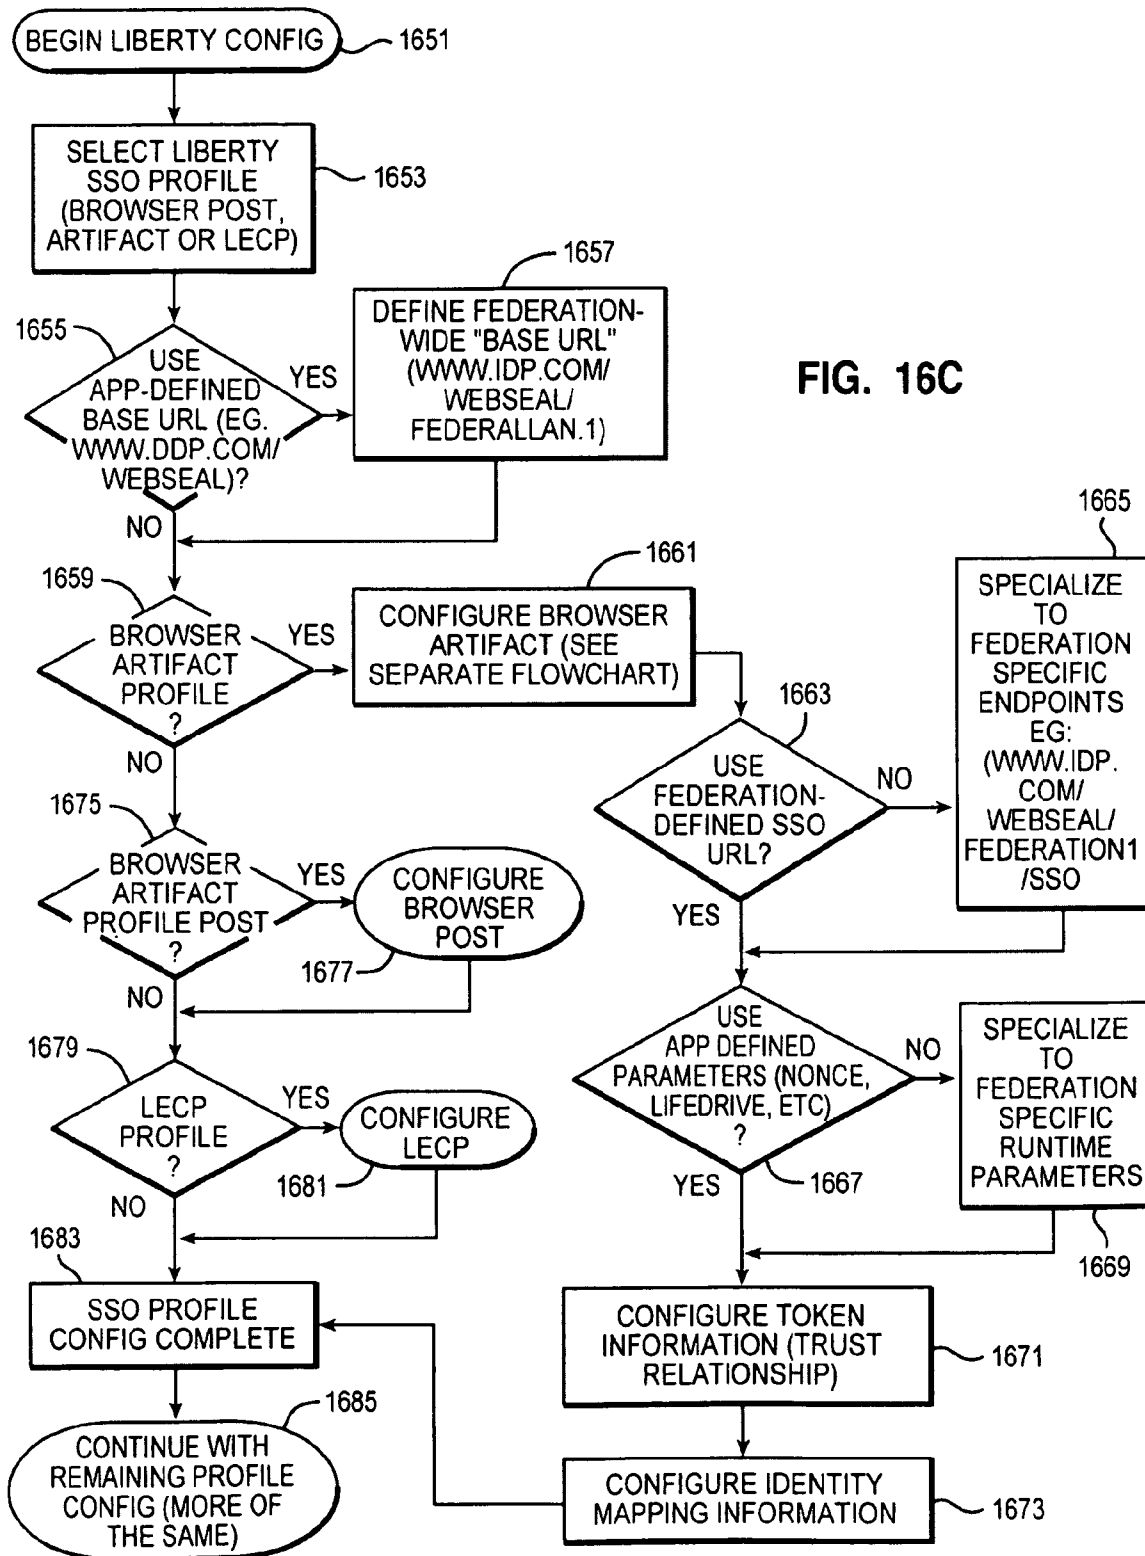 BEGIN LIBERTY CONFIG
1651
SELECT LIBERTY
SSO PROFILE
(BROWSER POST,
ARTIFACT OR LECP)
1653
1655
USE
APP-DEFINED
BASE URL (EG.
WWW.DDP.COM/
WEBSEAL)?
YES
NO
1657
DEFINE FEDERATION-
WIDE "BASE URL"
(WWW.IDP.COM/
WEBSEAL/
FEDERALLAN.1)
FIG. 16C
1659
BROWSER
ARTIFACT
PROFILE
?
YES
NO
1661
CONFIGURE BROWSER
ARTIFACT (SEE
SEPARATE FLOWCHART)
1663
USE
FEDERATION-
DEFINED SSO
URL?
NO
YES
1665
SPECIALIZE
TO
FEDERATION
SPECIFIC
ENDPOINTS
EG:
(WWW.IDP.
COM/
WEBSEAL/
FEDERATION1
/SSO
1675
BROWSER
ARTIFACT
PROFILE POST
?
YES
NO
CONFIGURE
BROWSER
POST
1677
USE
APP DEFINED
PARAMETERS (NONCE,
LIFEDRIVE, ETC)
?
NO
YES
1667
SPECIALIZE
TO
FEDERATION
SPECIFIC
RUNTIME
PARAMETERS
1669
1679
LECP
PROFILE
?
YES
NO
CONFIGURE
LECP
1681
1683
SSO PROFILE
CONFIG COMPLETE
CONFIGURE TOKEN
INFORMATION (TRUST
RELATIONSHIP)
1671
1685
CONTINUE WITH
REMAINING PROFILE
CONFIG (MORE OF
THE SAME)
CONFIGURE IDENTITY
MAPPING INFORMATION
1673